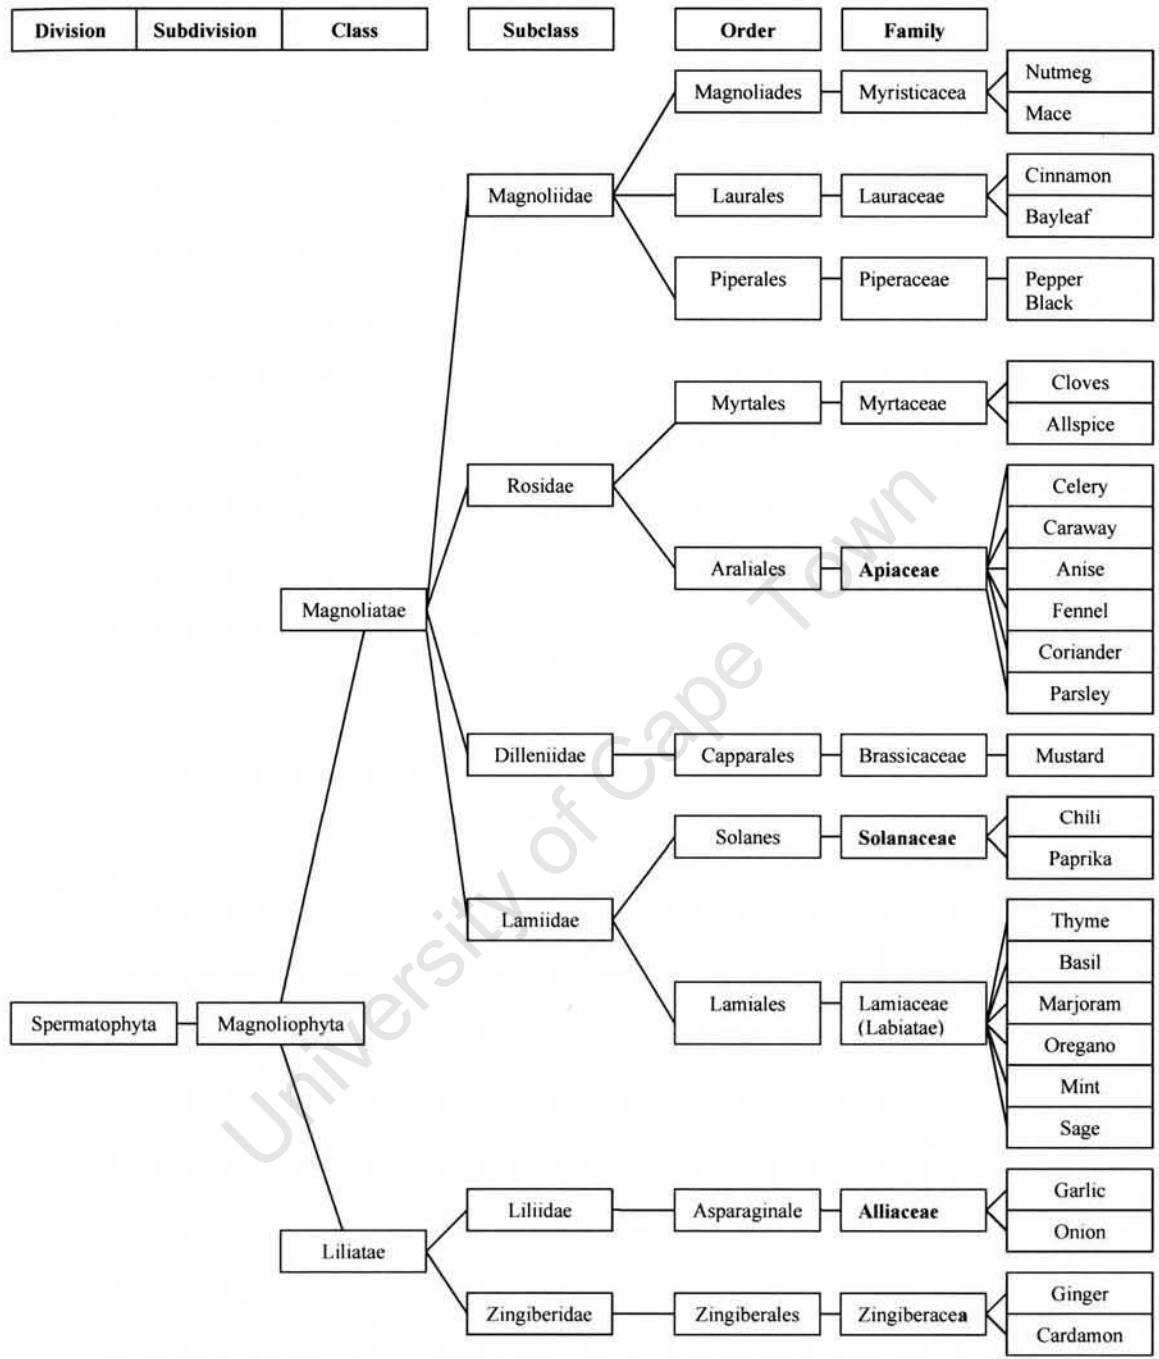 Division Subdivision Class Subclass Order Family
Magnoliades Myristicacea Nutmeg
Mace
Magnoliidae Laurales Lauraceae Cinnamon
Bayleaf
Piperales Piperaceae Pepper
Black
Myrtales Myrtaceae Cloves
Allspice
Rosidae Celery
Caraway
Araliales Apiaceae Anise
Magnoliatae Fennel
Coriander
Parsley
Dilleniidae Capparales Brassicaceae Mustard
Solanes Solanaceae Chili
Paprika
Lamiidae Thyme
Basil
Spermatophyta Magnoliophyta Lamiales Lamiaceae Marjoram
(Labiatae)
Oregano
Mint
Sage
Liliidae Asparaginale Alliaceae Garlic
Onion
Liliatae
Zingiberidae Zingiberales Zingiberacea Ginger
Cardamon
University of Cape Town